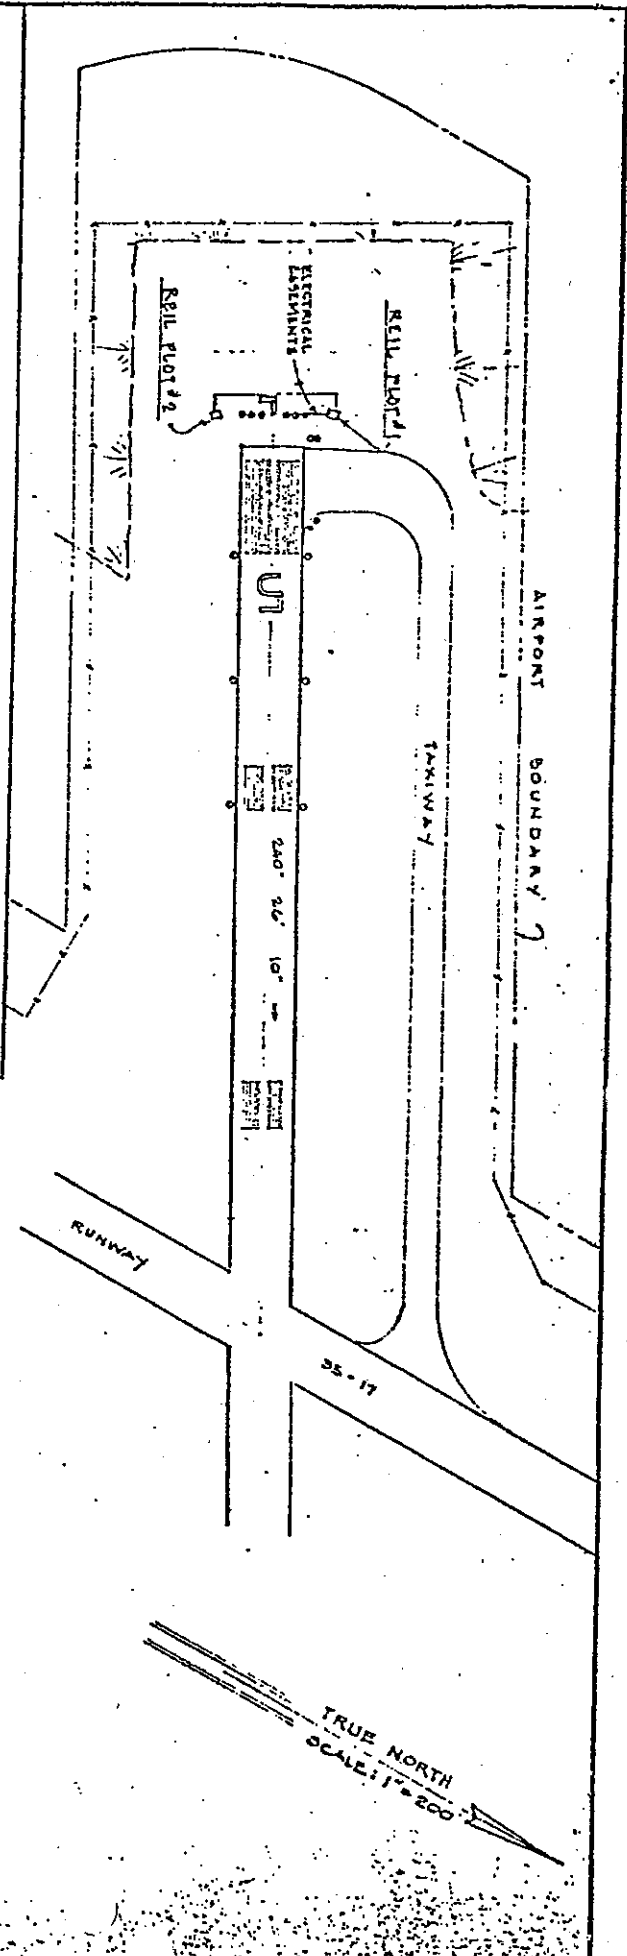 REIL PLOT #2
ELECTRICAL
EASEMENTS
REIL PLOT #1
5
AIRPORT BOUNDARY
TAXIWAY
240° 26' 10"
RUNWAY
35-17
TRUE NORTH
SCALE: 1"=200'